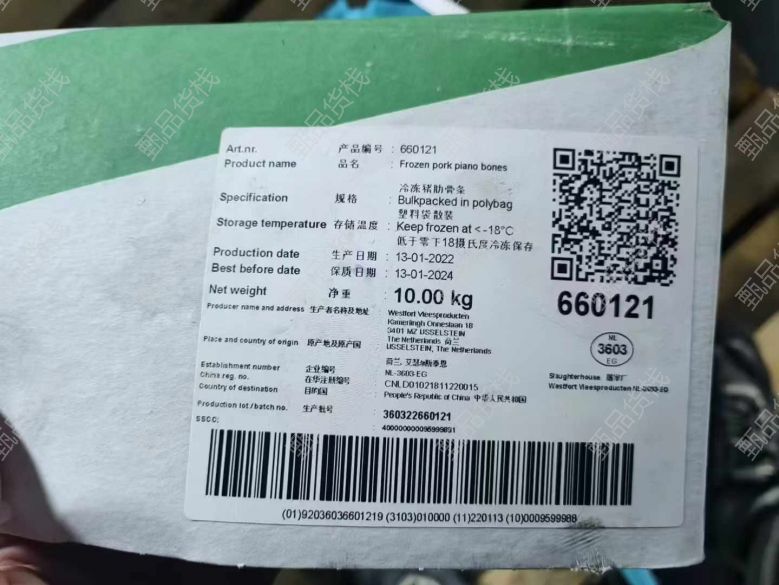 Art.nr. 产品编号 : 660121
Product name 品名 : Frozen pork piano bones
冷冻猪肋骨条
Specification 规格 : Bulkpacked in polybag
塑料袋散装
Storage temperature 存储温度 : Keep frozen at < -18°C
低于零下18摄氏度冷冻保存
Production date 生产日期 : 13-01-2022
Best before date 保质日期 : 13-01-2024
Net weight 净重 : 10.00 kg
Producer name and address 生产者名称及地址 : Westfort Vleesproducten
Kamerlingh Onneslaan 1B
3401 MZ IJSSELSTEIN
The Netherlands 荷兰
Place and country of origin 原产地及原产国 : IJSSELSTEIN, The Netherlands
荷兰,
Establishment number 企业编号 : NL-3603-EG
China reg. no. 在华注册编号 : CNLD01021811220015
Country of destination 目的国 : People's Republic of China 中华人民共和国
Production lot / batch no. 生产批号 : 360322660121
SSCC:
(01)92036036601219 (3103)010000 (11)220113 (10)0009599988
660121
NL
3603
EG
Slaughterhouse 屠宰厂
Westfort Vleesproducten NL-3603-EG
甄品货栈